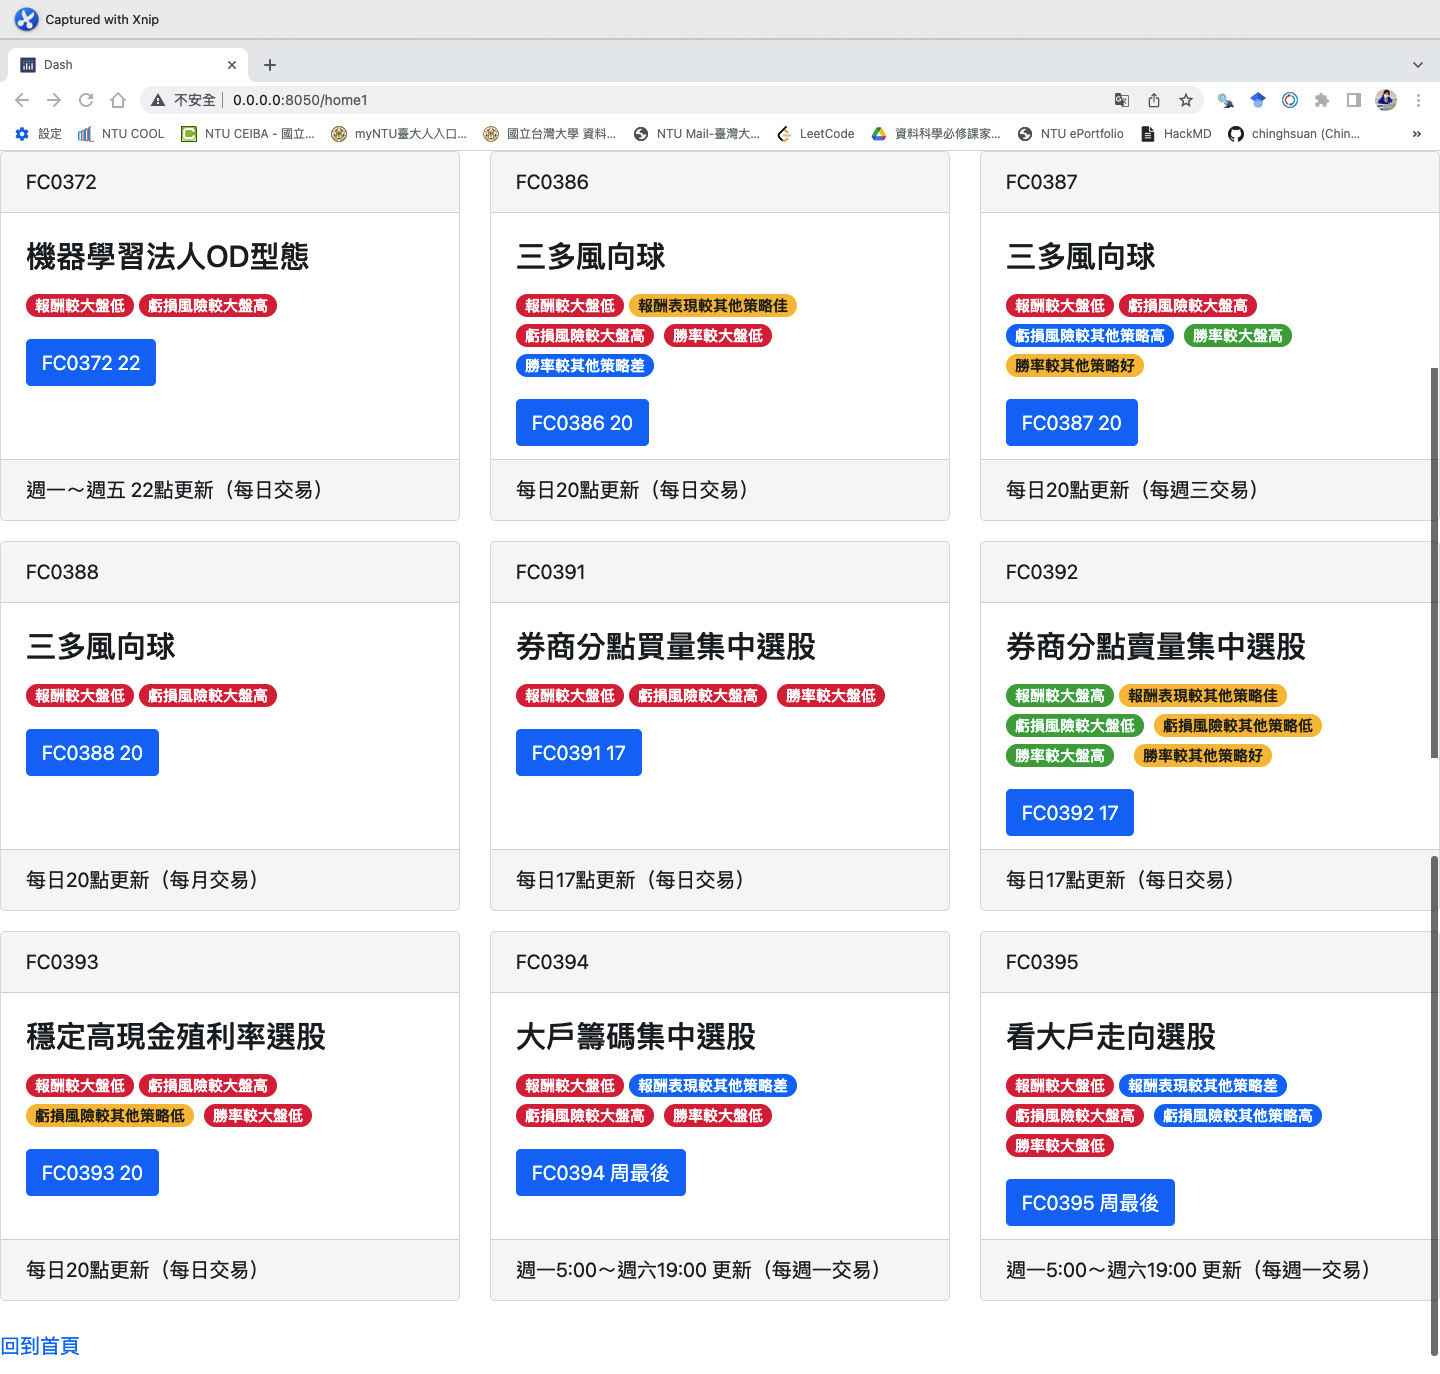 Captured with Xnip
Dash
不安全 0.0.0.0:8050/home1
設定 NTU COOL NTU CEIBA - 國立... myNTU臺大人入口... 國立台灣大學 資料... NTU Mail-臺灣大... LeetCode 資料科學必修課家... NTU ePortfolio HackMD chinghsuan (Chin... »
FC0372
機器學習法人OD型態
報酬較大盤低 虧損風險較大盤高
FC0372 22
週一～週五 22點更新（每日交易）
FC0386
三多風向球
報酬較大盤低 報酬表現較其他策略佳
虧損風險較大盤高 勝率較大盤低
勝率較其他策略差
FC0386 20
每日20點更新（每日交易）
FC0387
三多風向球
報酬較大盤低 虧損風險較大盤高
虧損風險較其他策略高 勝率較大盤高
勝率較其他策略好
FC0387 20
每日20點更新（每週三交易）
FC0388
三多風向球
報酬較大盤低 虧損風險較大盤高
FC0388 20
每日20點更新（每月交易）
FC0391
券商分點買量集中選股
報酬較大盤低 虧損風險較大盤高 勝率較大盤低
FC0391 17
每日17點更新（每日交易）
FC0392
券商分點賣量集中選股
報酬較大盤高 報酬表現較其他策略佳
虧損風險較大盤低 虧損風險較其他策略低
勝率較大盤高 勝率較其他策略好
FC0392 17
每日17點更新（每日交易）
FC0393
穩定高現金殖利率選股
報酬較大盤低 虧損風險較大盤高
虧損風險較其他策略低 勝率較大盤低
FC0393 20
每日20點更新（每日交易）
FC0394
大戶籌碼集中選股
報酬較大盤低 報酬表現較其他策略差
虧損風險較大盤高 勝率較大盤低
FC0394 周最後
週一5:00～週六19:00 更新（每週一交易）
FC0395
看大戶走向選股
報酬較大盤低 報酬表現較其他策略差
虧損風險較大盤高 虧損風險較其他策略高
勝率較大盤低
FC0395 周最後
週一5:00～週六19:00 更新（每週一交易）
回到首頁